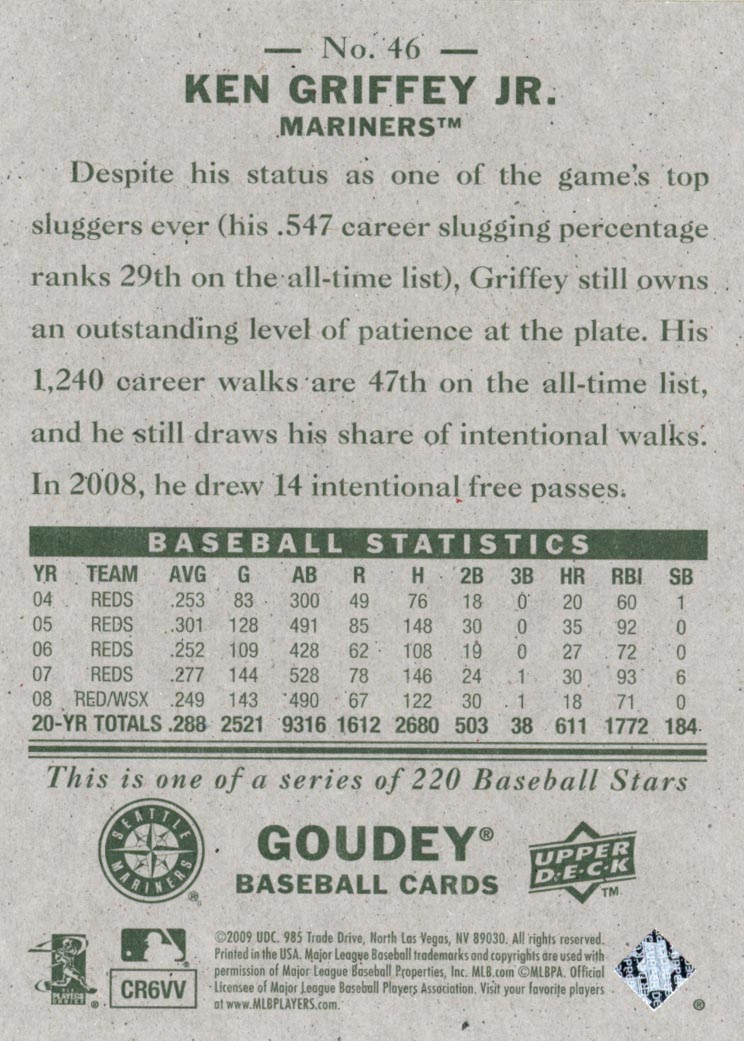 — No. 46 —
KEN GRIFFEY JR.
MARINERS™
Despite his status as one of the game's top
sluggers ever (his .547 career slugging percentage
ranks 29th on the all-time list), Griffey still owns
an outstanding level of patience at the plate. His
1,240 career walks are 47th on the all-time list,
and he still draws his share of intentional walks.
In 2008, he drew 14 intentional free passes.
BASEBALL STATISTICS
YR TEAM AVG G AB R H 2B 3B HR RBI SB
04 REDS .253 83 300 49 76 18 0 20 60 1
05 REDS .301 128 491 85 148 30 0 35 92 0
06 REDS .252 109 428 62 108 19 0 27 72 0
07 REDS .277 144 528 78 146 24 1 30 93 6
08 RED/WSX .249 143 490 67 122 30 1 18 71 0
20-YR TOTALS .288 2521 9316 1612 2680 503 38 611 1772 184
This is one of a series of 220 Baseball Stars
SEATTLE MARINERS ®
GOUDEY®
BASEBALL CARDS
UPPER
D·E·C·K
TM
CR6VV
©2009 UDC. 985 Trade Drive, North Las Vegas, NV 89030. All rights reserved.
Printed in the USA. Major League Baseball trademarks and copyrights are used with
permission of Major League Baseball Properties, Inc. MLB.com ©MLBPA. Official
Licensee of Major League Baseball Players Association. Visit your favorite players
at www.MLBPLAYERS.com.
®